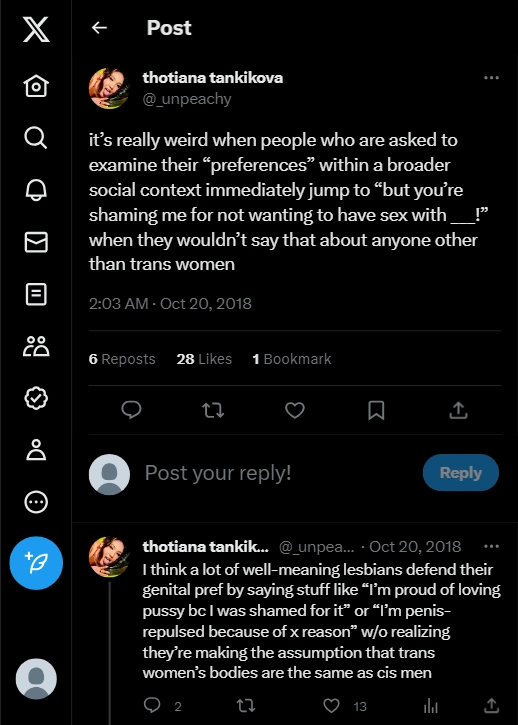 Post
thotiana tankikova
@_unpeachy
it’s really weird when people who are asked to
examine their “preferences” within a broader
social context immediately jump to “but you’re
shaming me for not wanting to have sex with ___!”
when they wouldn’t say that about anyone other
than trans women
2:03 AM · Oct 20, 2018
6 Reposts 28 Likes 1 Bookmark
Post your reply!
Reply
thotiana tankik... @_unpea... · Oct 20, 2018
I think a lot of well-meaning lesbians defend their
genital pref by saying stuff like “I’m proud of loving
pussy bc I was shamed for it” or “I’m penis-
repulsed because of x reason” w/o realizing
they’re making the assumption that trans
women’s bodies are the same as cis men
2 13